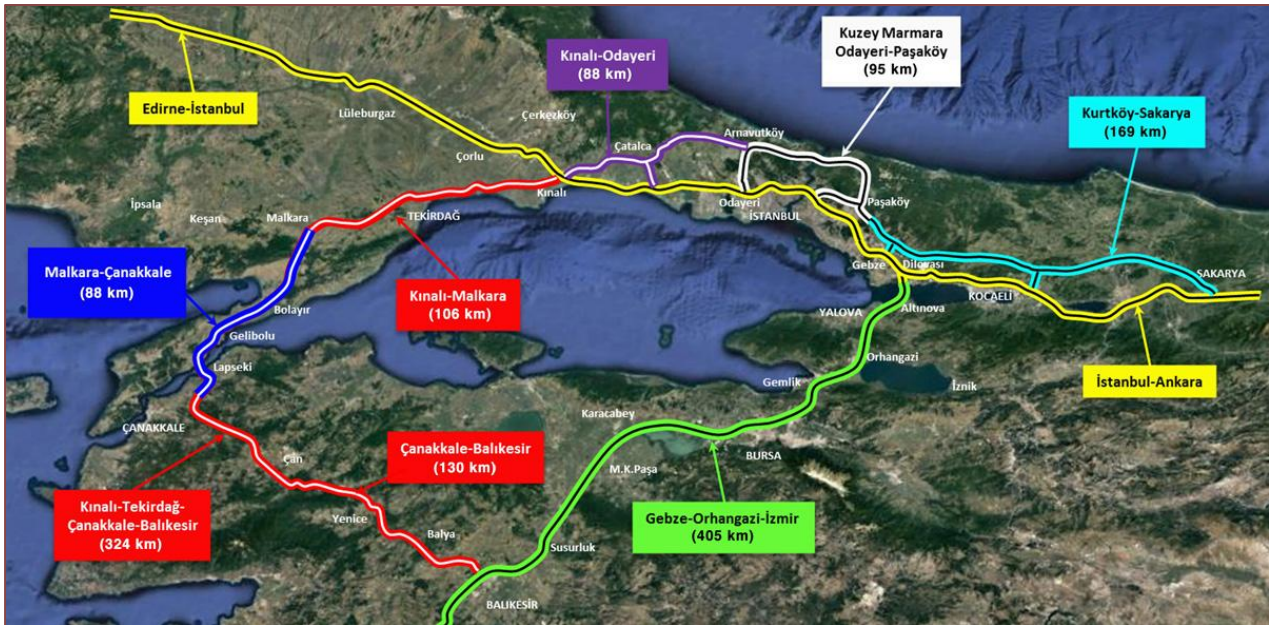 Kuzey Marmara
Odayeri-Paşaköy
(95 km)
Kınalı-Odayeri
(88 km)
Edirne-İstanbul
Lüleburgaz
Çerkezköy
Kurtköy-Sakarya
(169 km)
Arnavutköy
Çatalca
Çorlu
Kınalı
Odayeri
İSTANBUL
Paşaköy
İpsala
Keşan
Malkara
TEKİRDAĞ
Gebze
Dilovası
SAKARYA
Malkara-Çanakkale
(88 km)
Kınalı-Malkara
(106 km)
KOCAELİ
Bolayır
YALOVA
Altınova
Gelibolu
Lapseki
Orhangazi
Gemlik
İznik
İstanbul-Ankara
ÇANAKKALE
Karacabey
Çanakkale-Balıkesir
(130 km)
Çan
M.K.Paşa
BURSA
Kınalı-Tekirdağ-
Çanakkale-Balıkesir
(324 km)
Yenice
Balya
Gebze-Orhangazi-İzmir
(405 km)
Susurluk
BALIKESİR